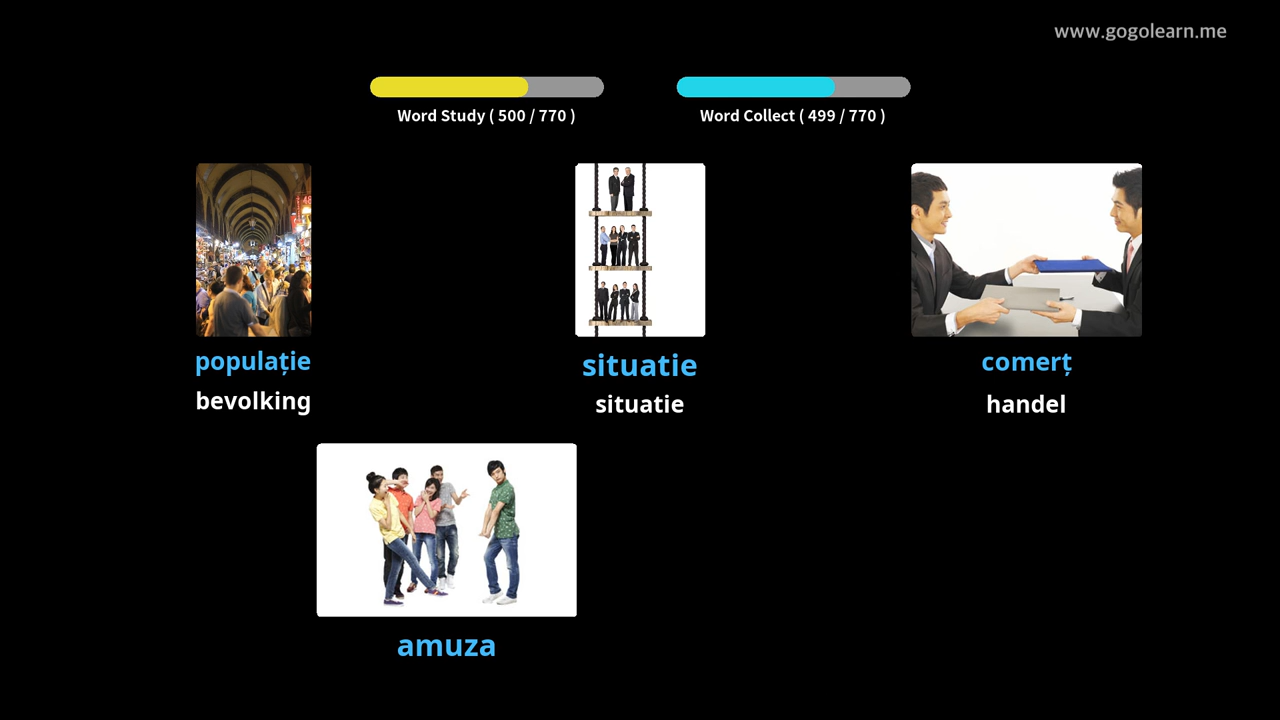 www.gogolearn.me
Word Study ( 500 / 770 )
Word Collect ( 499 / 770 )
populație
bevolking
situatie
situatie
comerț
handel
amuza